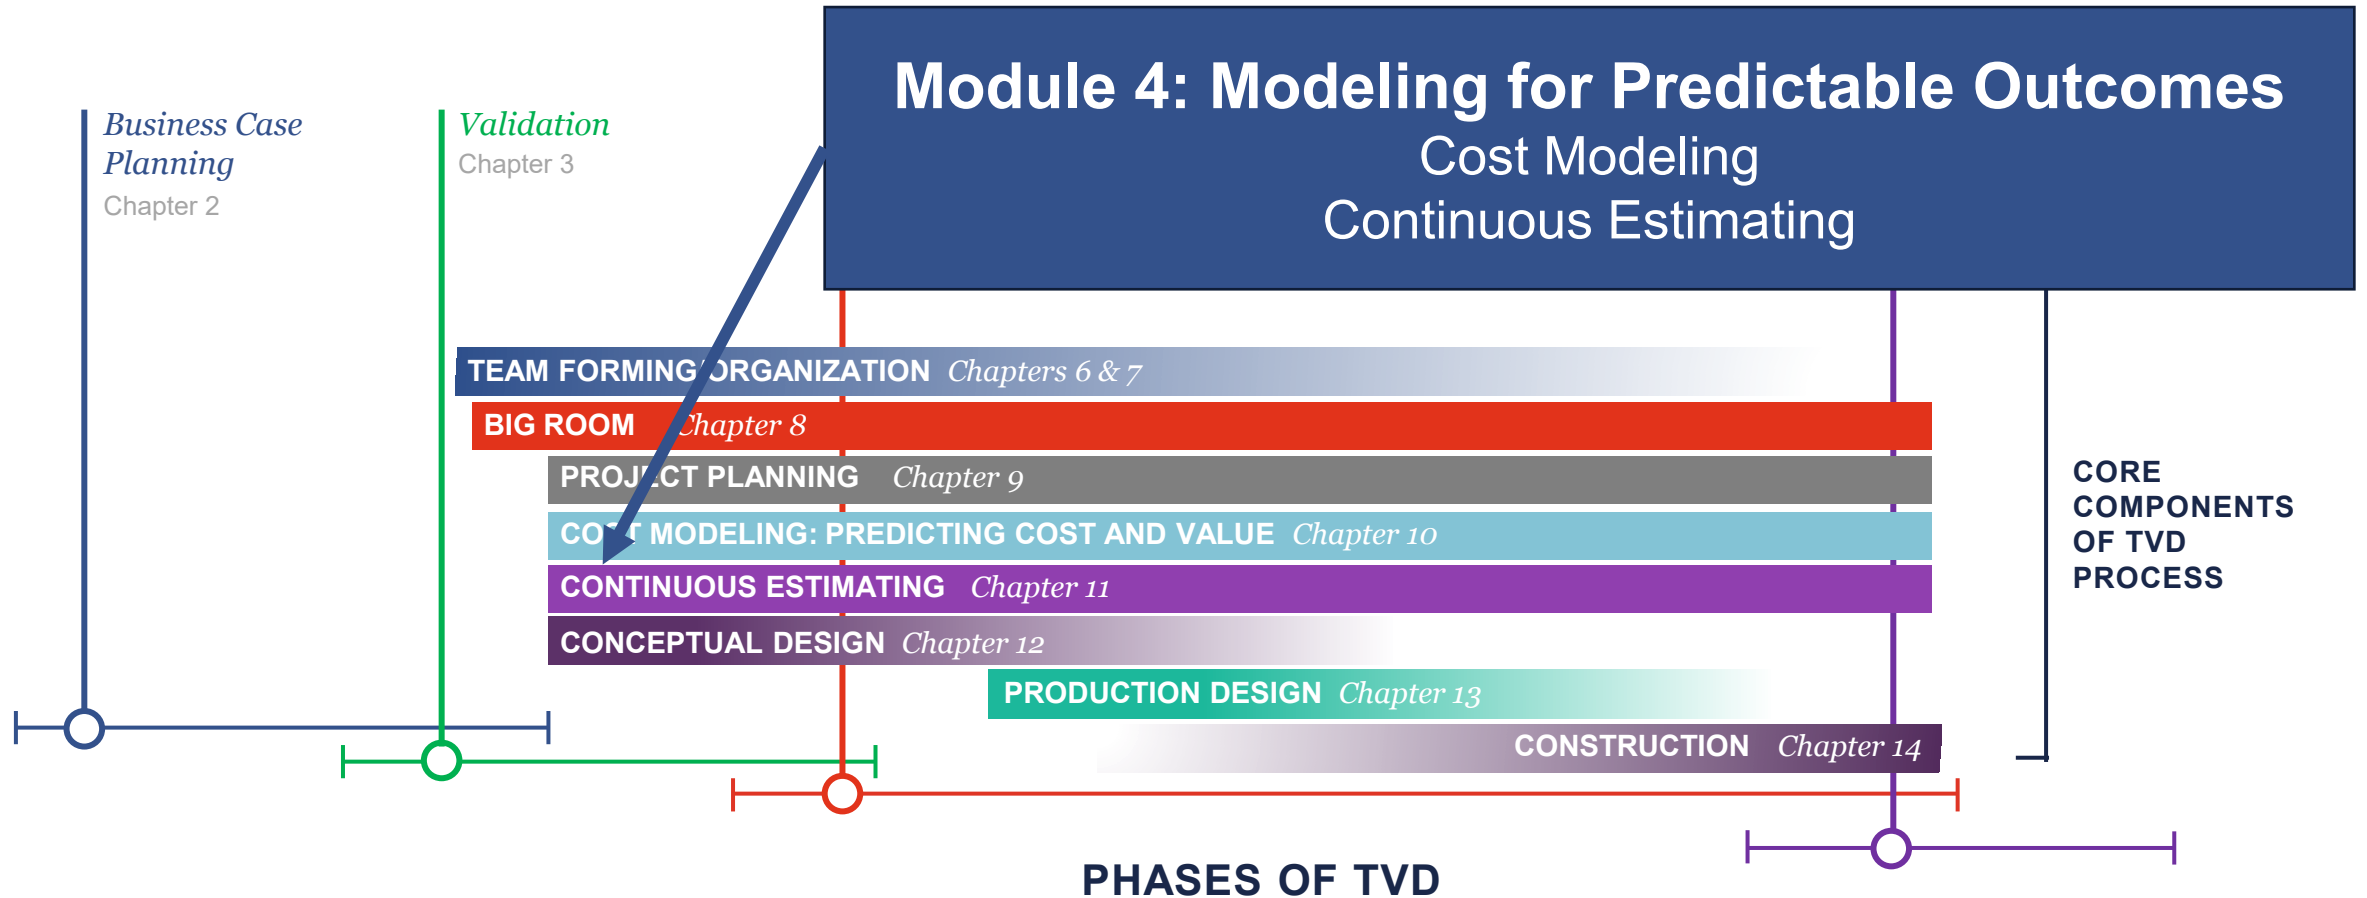 Module 4: Modeling for Predictable Outcomes
Cost Modeling
Continuous Estimating
Business Case
Planning
Chapter 2
Validation
Chapter 3
TEAM FORMING/ORGANIZATION Chapters 6 & 7
BIG ROOM Chapter 8
PROJECT PLANNING Chapter 9
COST MODELING: PREDICTING COST AND VALUE Chapter 10
CONTINUOUS ESTIMATING Chapter 11
CONCEPTUAL DESIGN Chapter 12
PRODUCTION DESIGN Chapter 13
CONSTRUCTION Chapter 14
CORE
COMPONENTS
OF TVD
PROCESS
PHASES OF TVD